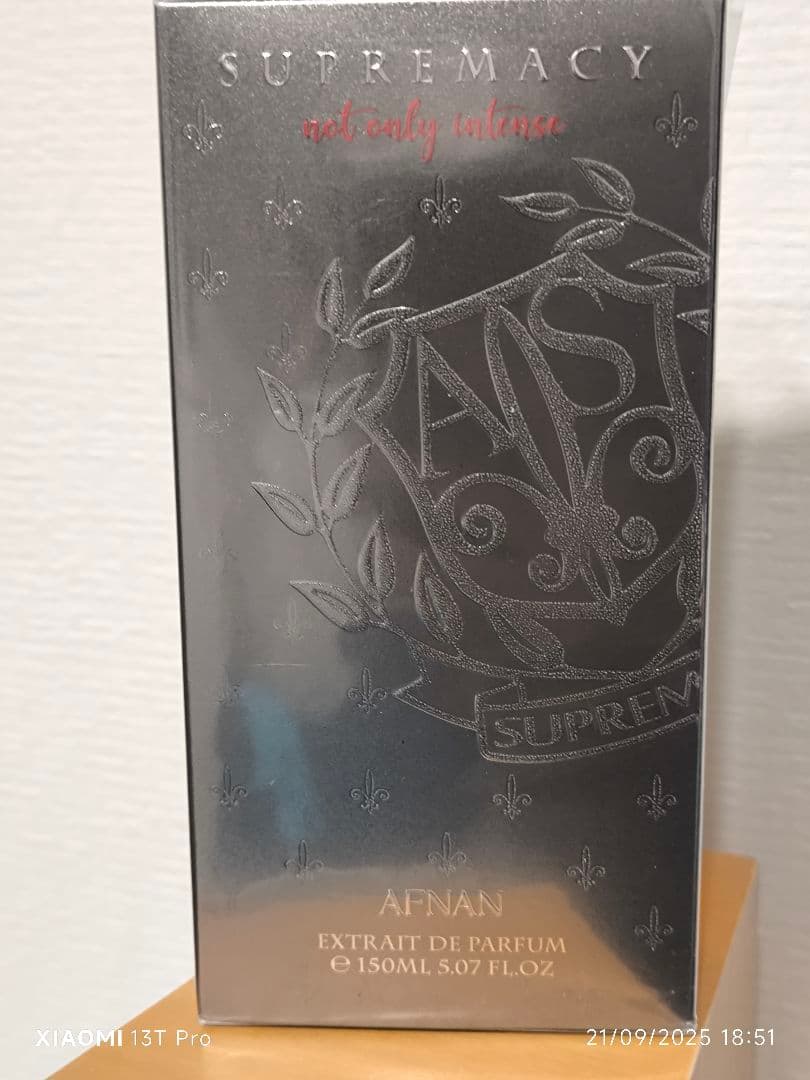 SUPREMACY
not only intense
A S
SUPREM
AFNAN
EXTRAIT DE PARFUM
℮ 150ML 5.07 FL.OZ
XIAOMI 13T Pro
21/09/2025 18:51